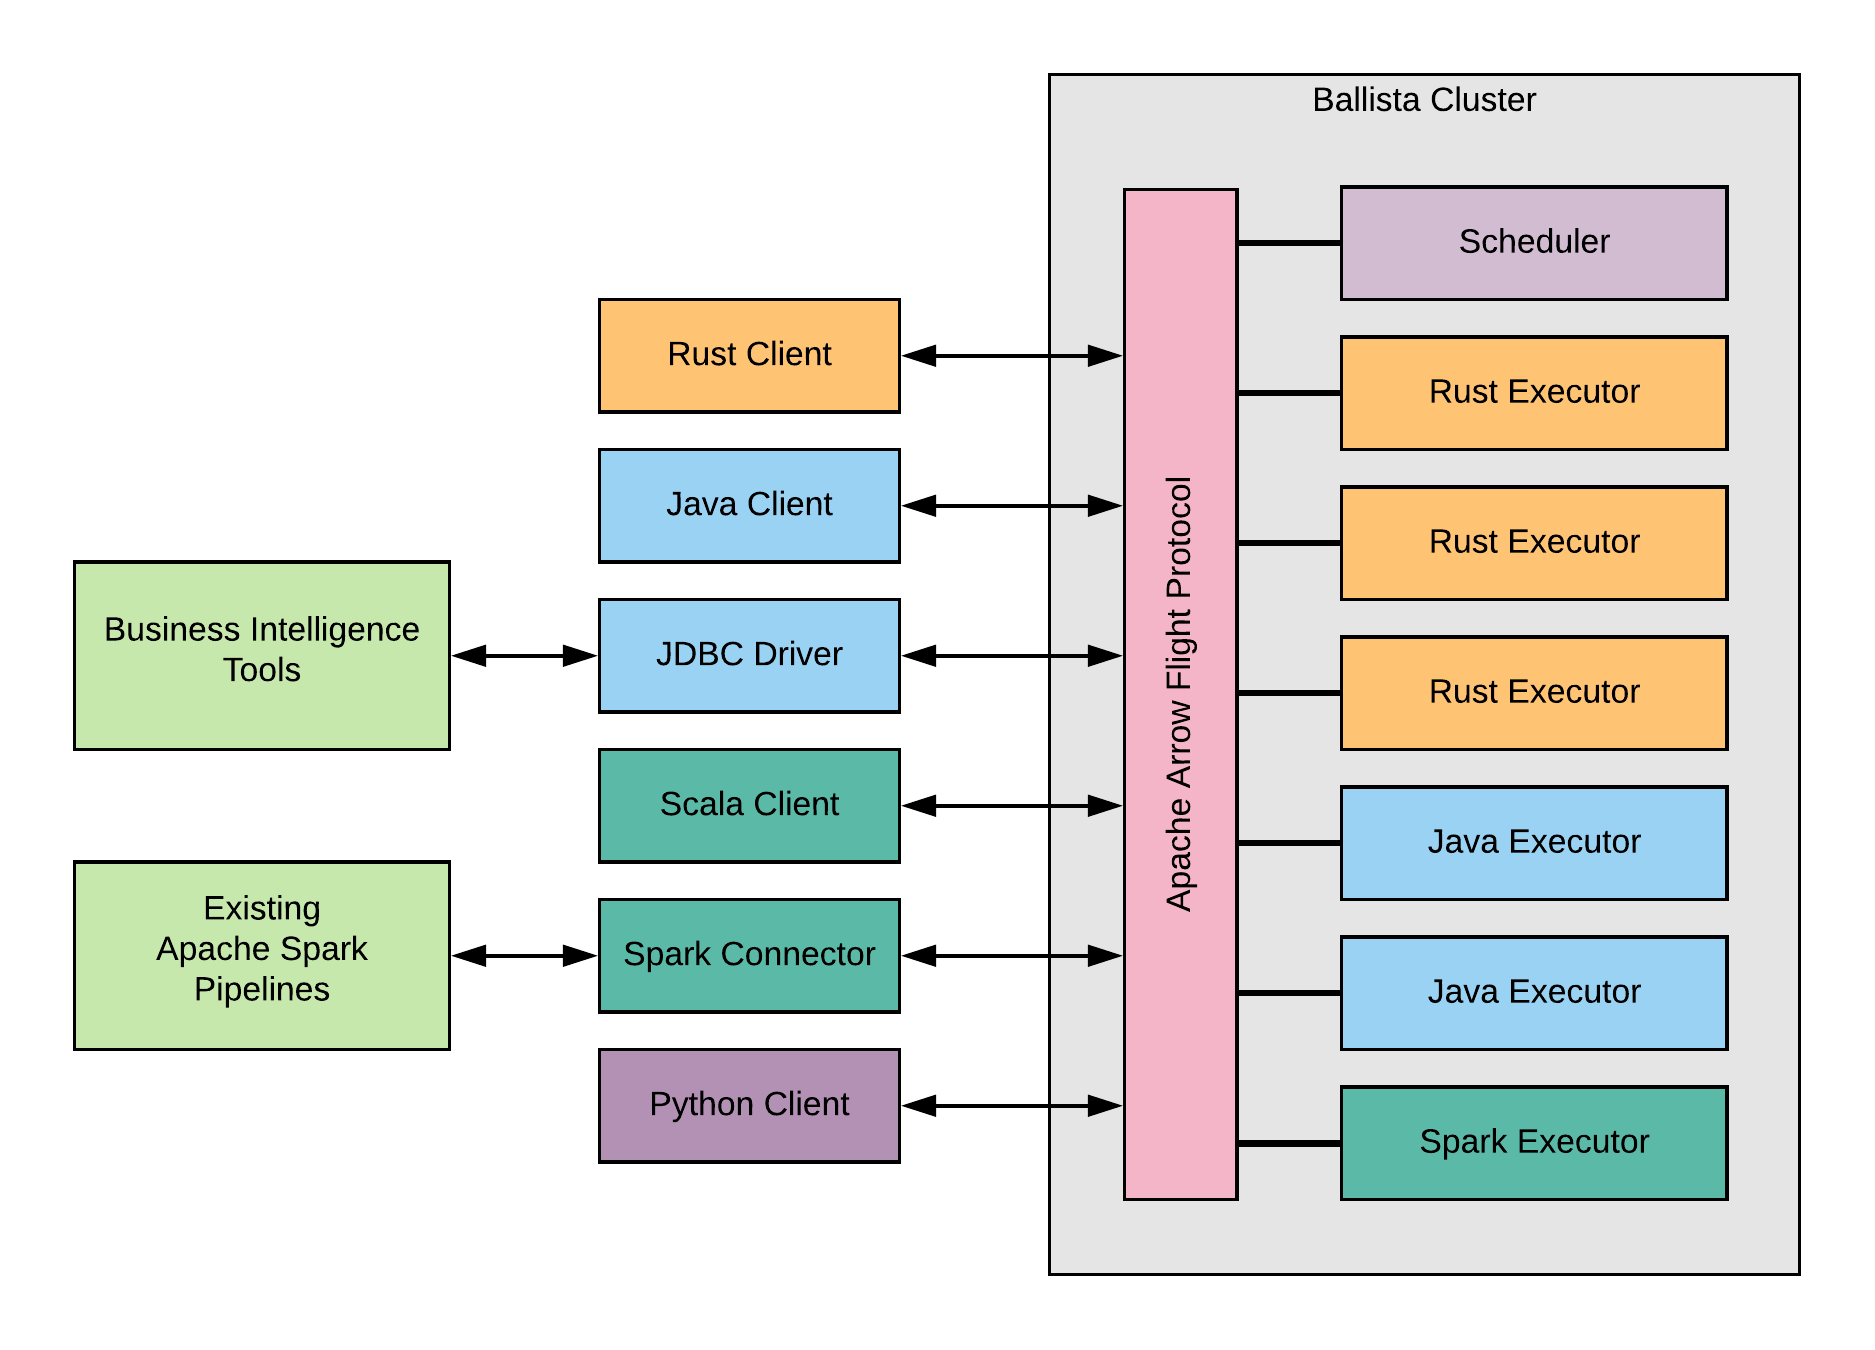 Ballista Cluster
Business Intelligence
Tools
Existing
Apache Spark
Pipelines
Rust Client
Java Client
JDBC Driver
Scala Client
Spark Connector
Python Client
Apache Arrow Flight Protocol
Scheduler
Rust Executor
Rust Executor
Rust Executor
Java Executor
Java Executor
Spark Executor